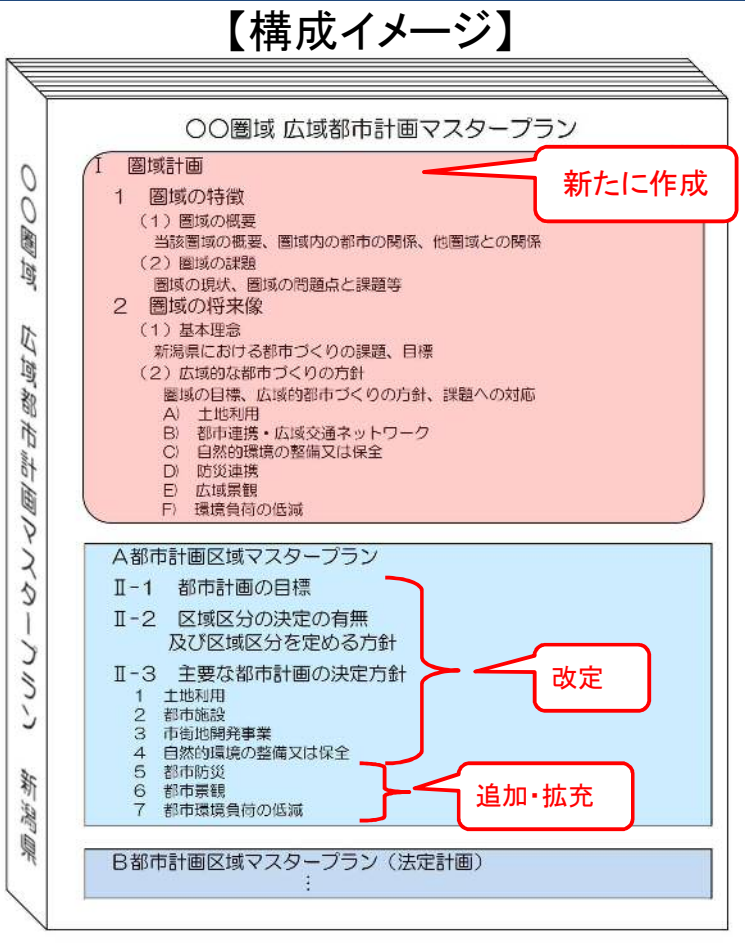 【構成イメージ】
〇〇圏域 広域都市計画マスタープラン
Ⅰ 圏域計画
新たに作成
1 圏域の特徴
（1）圏域の概要
当該圏域の概要、圏域内の都市の関係、他圏域との関係
（2）圏域の課題
圏域の現状、圏域の問題点と課題等
2 圏域の将来像
（1）基本理念
新潟県における都市づくりの課題、目標
（2）広域的な都市づくりの方針
圏域の目標、広域的都市づくりの方針、課題への対応
A） 土地利用
B） 都市連携・広域交通ネットワーク
C） 自然的環境の整備又は保全
D） 防災連携
E） 広域景観
F） 環境負荷の低減
A都市計画区域マスタープラン
Ⅱ-1 都市計画の目標
Ⅱ-2 区域区分の決定の有無
及び区域区分を定める方針
Ⅱ-3 主要な都市計画の決定方針
改定
1 土地利用
2 都市施設
3 市街地開発事業
4 自然的環境の整備又は保全
5 都市防災
6 都市景観
7 都市環境負荷の低減
追加・拡充
B都市計画区域マスタープラン（法定計画）
⋮
〇〇圏域 広域都市計画マスタープラン 新潟県